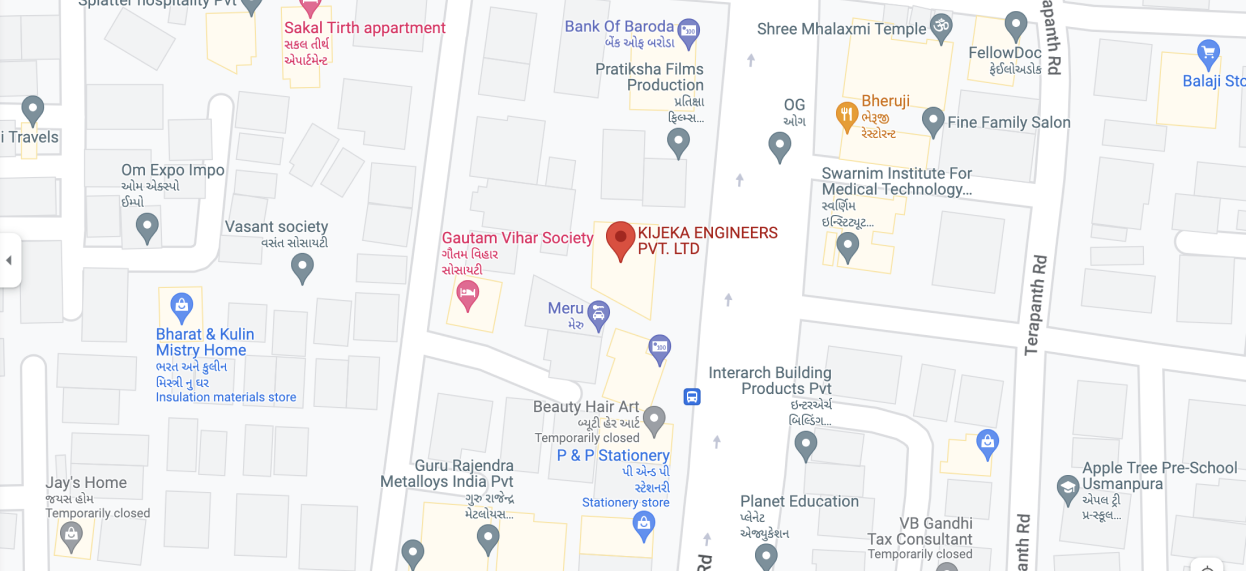 Splatter hospitality Pvt
Sakal Tirth appartment
સકલ તીર્થ
એપાર્ટમેન્ટ
Bank Of Baroda
બેંક ઓફ બરોડા
Shree Mhalaxmi Temple
FellowDoc
ફેઈલોઅડોક
rapanth Rd
Balaji Sto
Pratiksha Films
Production
પ્રતિક્ષા
ફિલ્મ્સ...
OG
ઓગ
Bheruji
ભેરૂજી
રેસ્ટોરન્ટ
Fine Family Salon
i Travels
Om Expo Impo
ઓમ એક્સ્પો
ઈમ્પો
Swarnim Institute For
Medical Technology...
સ્વર્ણિમ
ઇન્સ્ટિટ્યૂટ...
Vasant society
વસંત સોસાયટી
Gautam Vihar Society
ગૌતમ વિહાર
સોસાયટી
KIJEKA ENGINEERS
PVT. LTD
Terapanth Rd
Meru
મેરુ
Bharat & Kulin
Mistry Home
ભરત અને કુલીન
મિસ્ત્રી નુ ઘર
Insulation materials store
Interarch Building
Products Pvt
ઇન્ટરએર્ચ
બિલ્ડિંગ...
Beauty Hair Art
બ્યૂટી હેર આર્ટ
Temporarily closed
P & P Stationery
પી એન્ડ પી
સ્ટેશનરી
Stationery store
Guru Rajendra
Metalloys India Pvt
ગુરુ રાજેન્દ્ર
મેટલોયસ...
Jay's Home
જયસ હોમ
Temporarily closed
Planet Education
પ્લેનેટ
એજ્યુકેશન
Apple Tree Pre-School
Usmanpura
એપલ ટ્રી
પ્ર-સ્કૂલ...
VB Gandhi
Tax Consultant
Temporarily closed
anth Rd
Rd